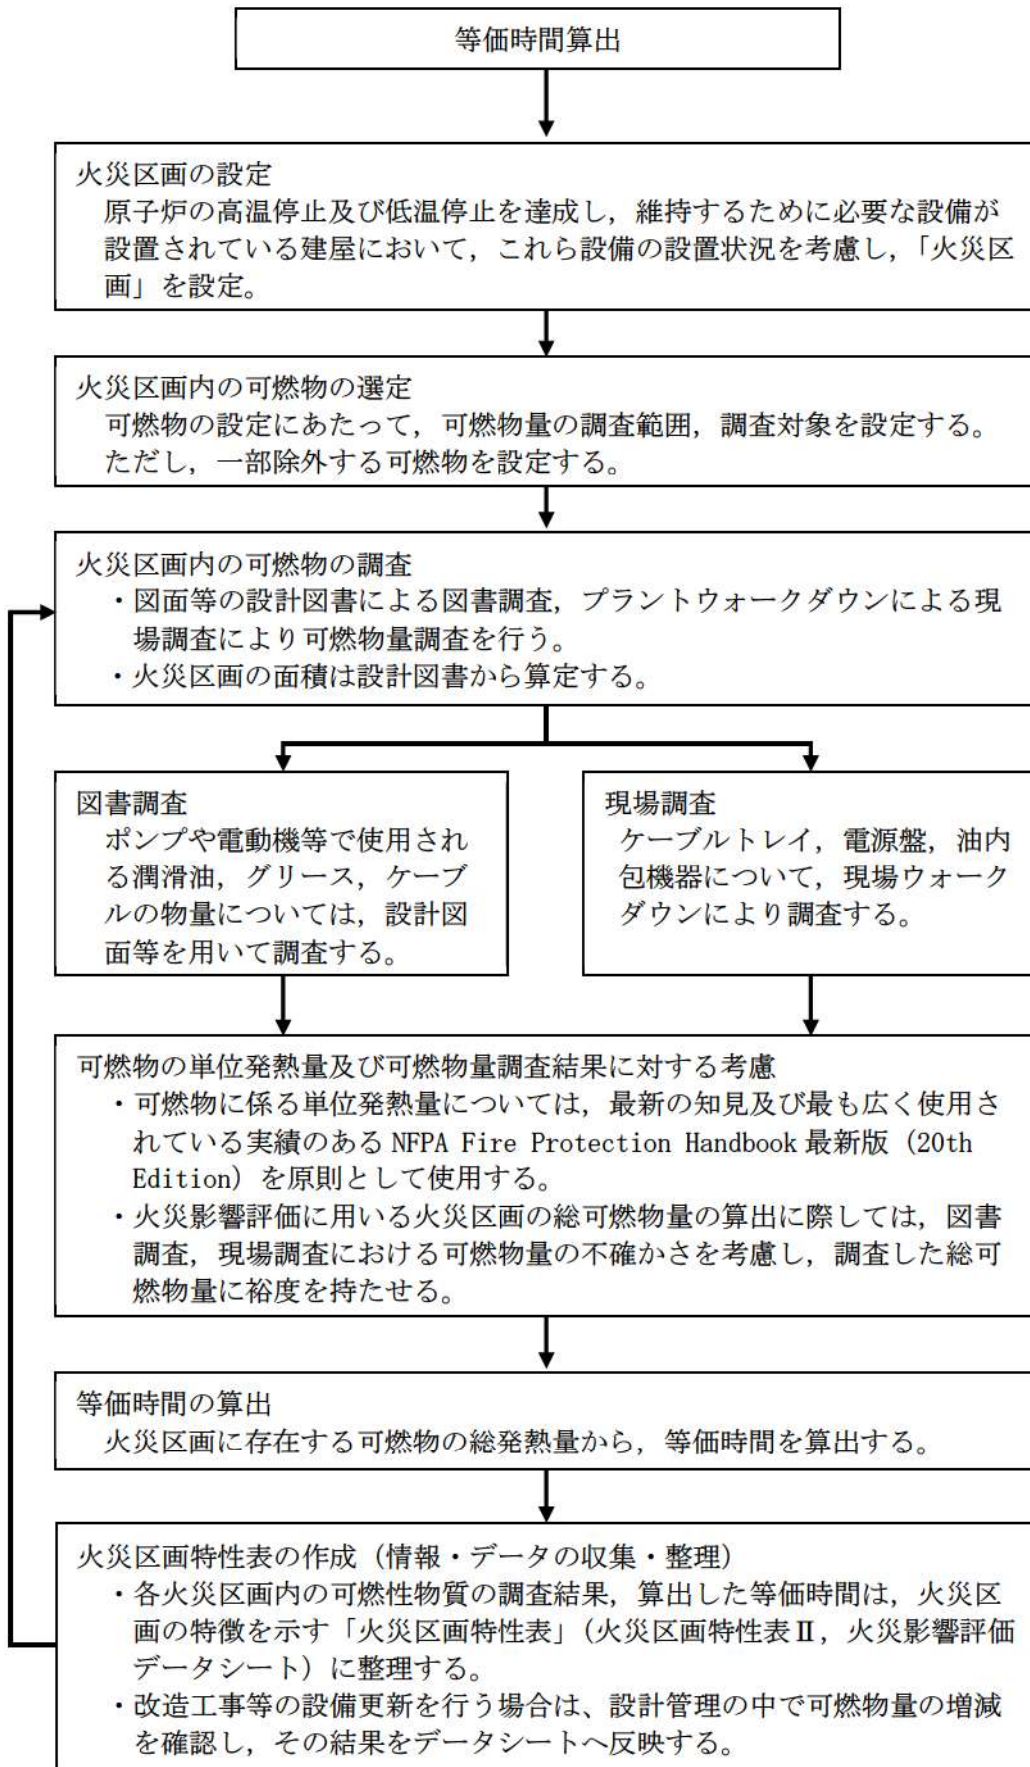 等価時間算出
火災区画の設定
原子炉の高温停止及び低温停止を達成し，維持するために必要な設備が
設置されている建屋において，これら設備の設置状況を考慮し，「火災区
画」を設定。
火災区画内の可燃物の選定
可燃物の設定にあたって，可燃物量の調査範囲，調査対象を設定する。
ただし，一部除外する可燃物を設定する。
火災区画内の可燃物の調査
・図面等の設計図書による図書調査，プラントウォークダウンによる現
場調査により可燃物量調査を行う。
・火災区画の面積は設計図書から算定する。
図書調査
ポンプや電動機等で使用され
る潤滑油，グリース，ケーブ
ルの物量については，設計図
面等を用いて調査する。
現場調査
ケーブルトレイ，電源盤，油内
包機器について，現場ウォーク
ダウンにより調査する。
可燃物の単位発熱量及び可燃物量調査結果に対する考慮
・可燃物に係る単位発熱量については，最新の知見及び最も広く使用さ
れている実績のある NFPA Fire Protection Handbook 最新版（20th
Edition）を原則として使用する。
・火災影響評価に用いる火災区画の総可燃物量の算出に際しては，図書
調査，現場調査における可燃物量の不確かさを考慮し，調査した総可
燃物量に裕度を持たせる。
等価時間の算出
火災区画に存在する可燃物の総発熱量から，等価時間を算出する。
火災区画特性表の作成（情報・データの収集・整理）
・各火災区画内の可燃性物質の調査結果，算出した等価時間は，火災区
画の特徴を示す「火災区画特性表」（火災区画特性表Ⅱ，火災影響評価
データシート）に整理する。
・改造工事等の設備更新を行う場合は、設計管理の中で可燃物量の増減
を確認し，その結果をデータシートへ反映する。